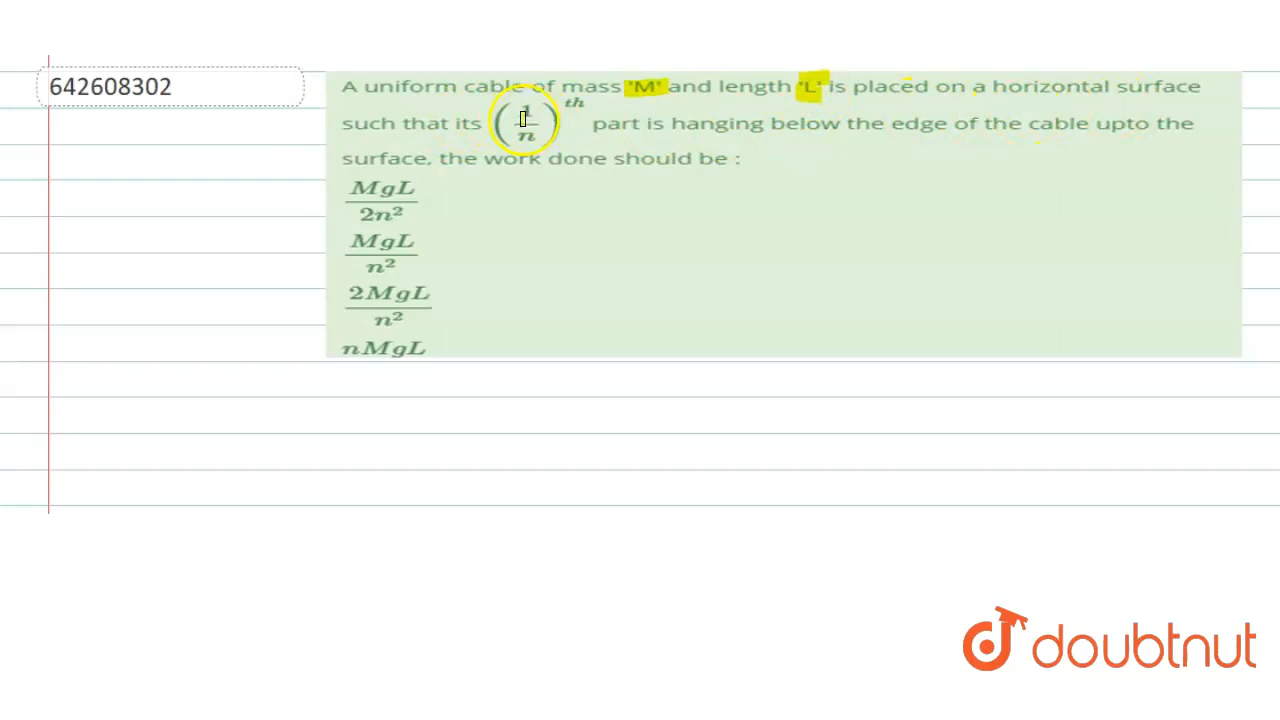 642608302
A uniform cable of mass 'M' and length 'L' is placed on a horizontal surface
such that its (1/n)^th part is hanging below the edge of the cable upto the
surface, the work done should be :
MgL/2n²
MgL/n²
2MgL/n²
nMgL
doubtnut